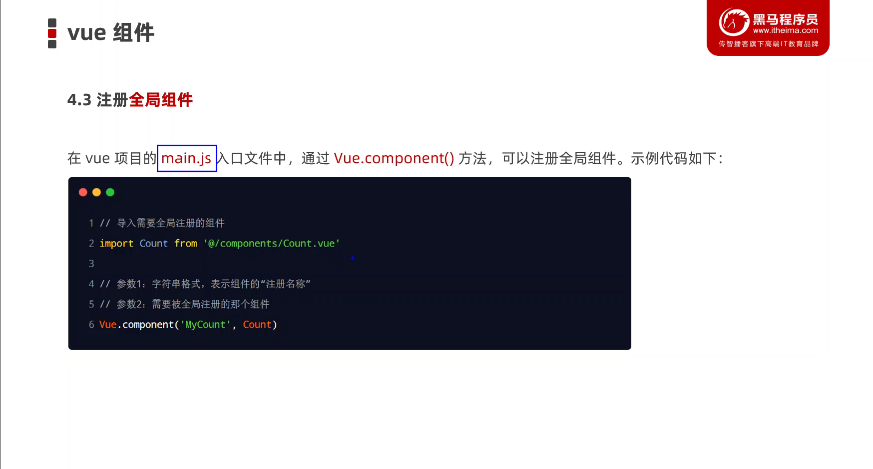 vue 组件
黑马程序员
www.itheima.com
传智播客旗下高端IT教育品牌
4.3 注册全局组件
在 vue 项目的 main.js 入口文件中，通过 Vue.component() 方法，可以注册全局组件。示例代码如下：
1 // 导入需要全局注册的组件
2 import Count from '@/components/Count.vue'
3
4 // 参数1：字符串格式，表示组件的“注册名称”
5 // 参数2：需要被全局注册的那个组件
6 Vue.component('MyCount', Count)